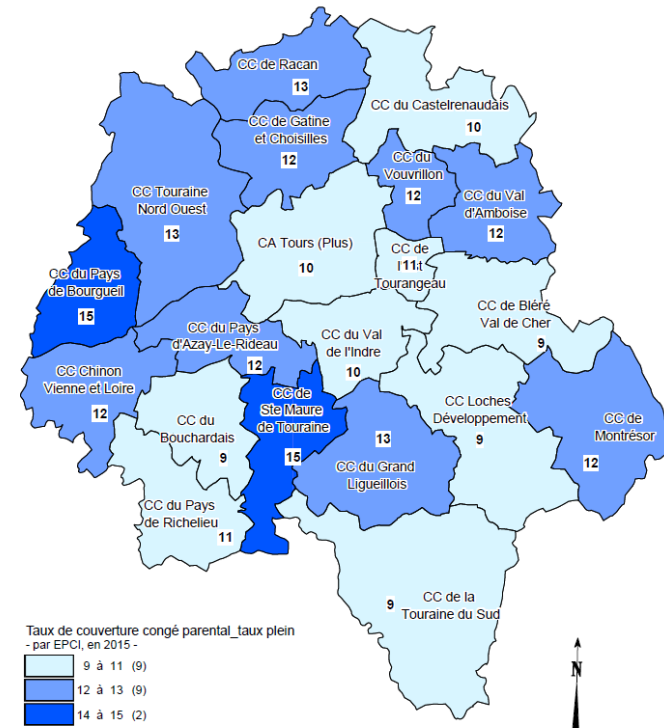 CC de Racan
13
CC du Castelrenaudais
10
CC de Gatine
et Choisilles
12
CC du
Vouvrillon
12
CC du Val
d'Amboise
12
CC Touraine
Nord Ouest
13
CA Tours (Plus)
10
CC de
l'Est
Tourangeau
11
CC du Pays
de Bourgueil
15
CC de Bléré
Val de Cher
9
CC du Pays
d'Azay-Le-Rideau
12
CC du Val
de l'Indre
10
CC Chinon
Vienne et Loire
12
CC de
Ste Maure
de Touraine
15
CC Loches
Développement
9
CC de
Montrésor
12
CC du
Bouchardais
9
13
CC du Grand
Ligueillois
CC du Pays
de Richelieu
11
9
CC de la
Touraine du Sud
Taux de couverture congé parental_taux plein
- par EPCI, en 2015 -
9 à 11 (9)
12 à 13 (9)
14 à 15 (2)
N